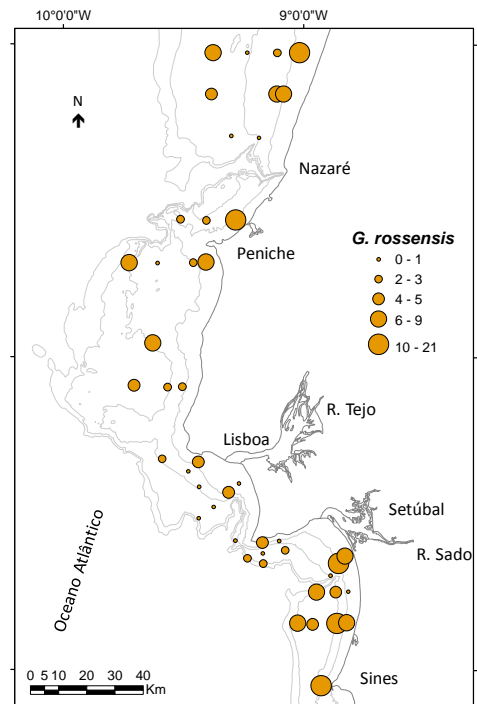 10°0'0"W 9°0'0"W
N
Nazaré
G. rossensis
Peniche
0 - 1
2 - 3
4 - 5
6 - 9
10 - 21
R. Tejo
Lisboa
Setúbal
R. Sado
Oceano Atlântico
Sines
0 5 10 20 30 40
Km